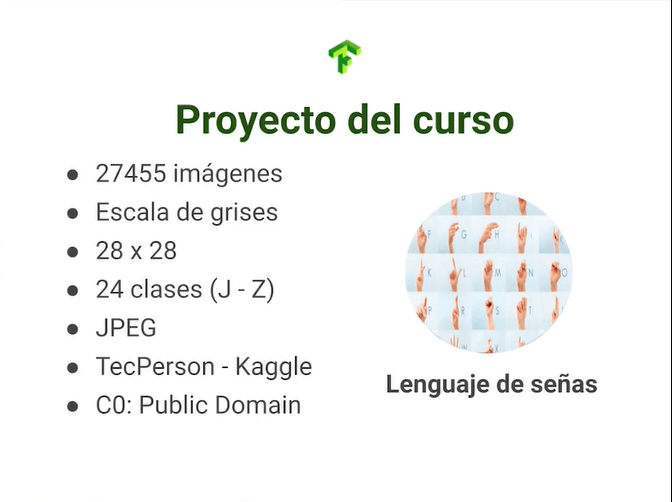 Proyecto del curso
● 27455 imágenes
● Escala de grises
● 28 x 28
● 24 clases (J - Z)
● JPEG
● TecPerson - Kaggle
● C0: Public Domain
B C
F G H K
K L M N O
P R S T
X
Lenguaje de señas